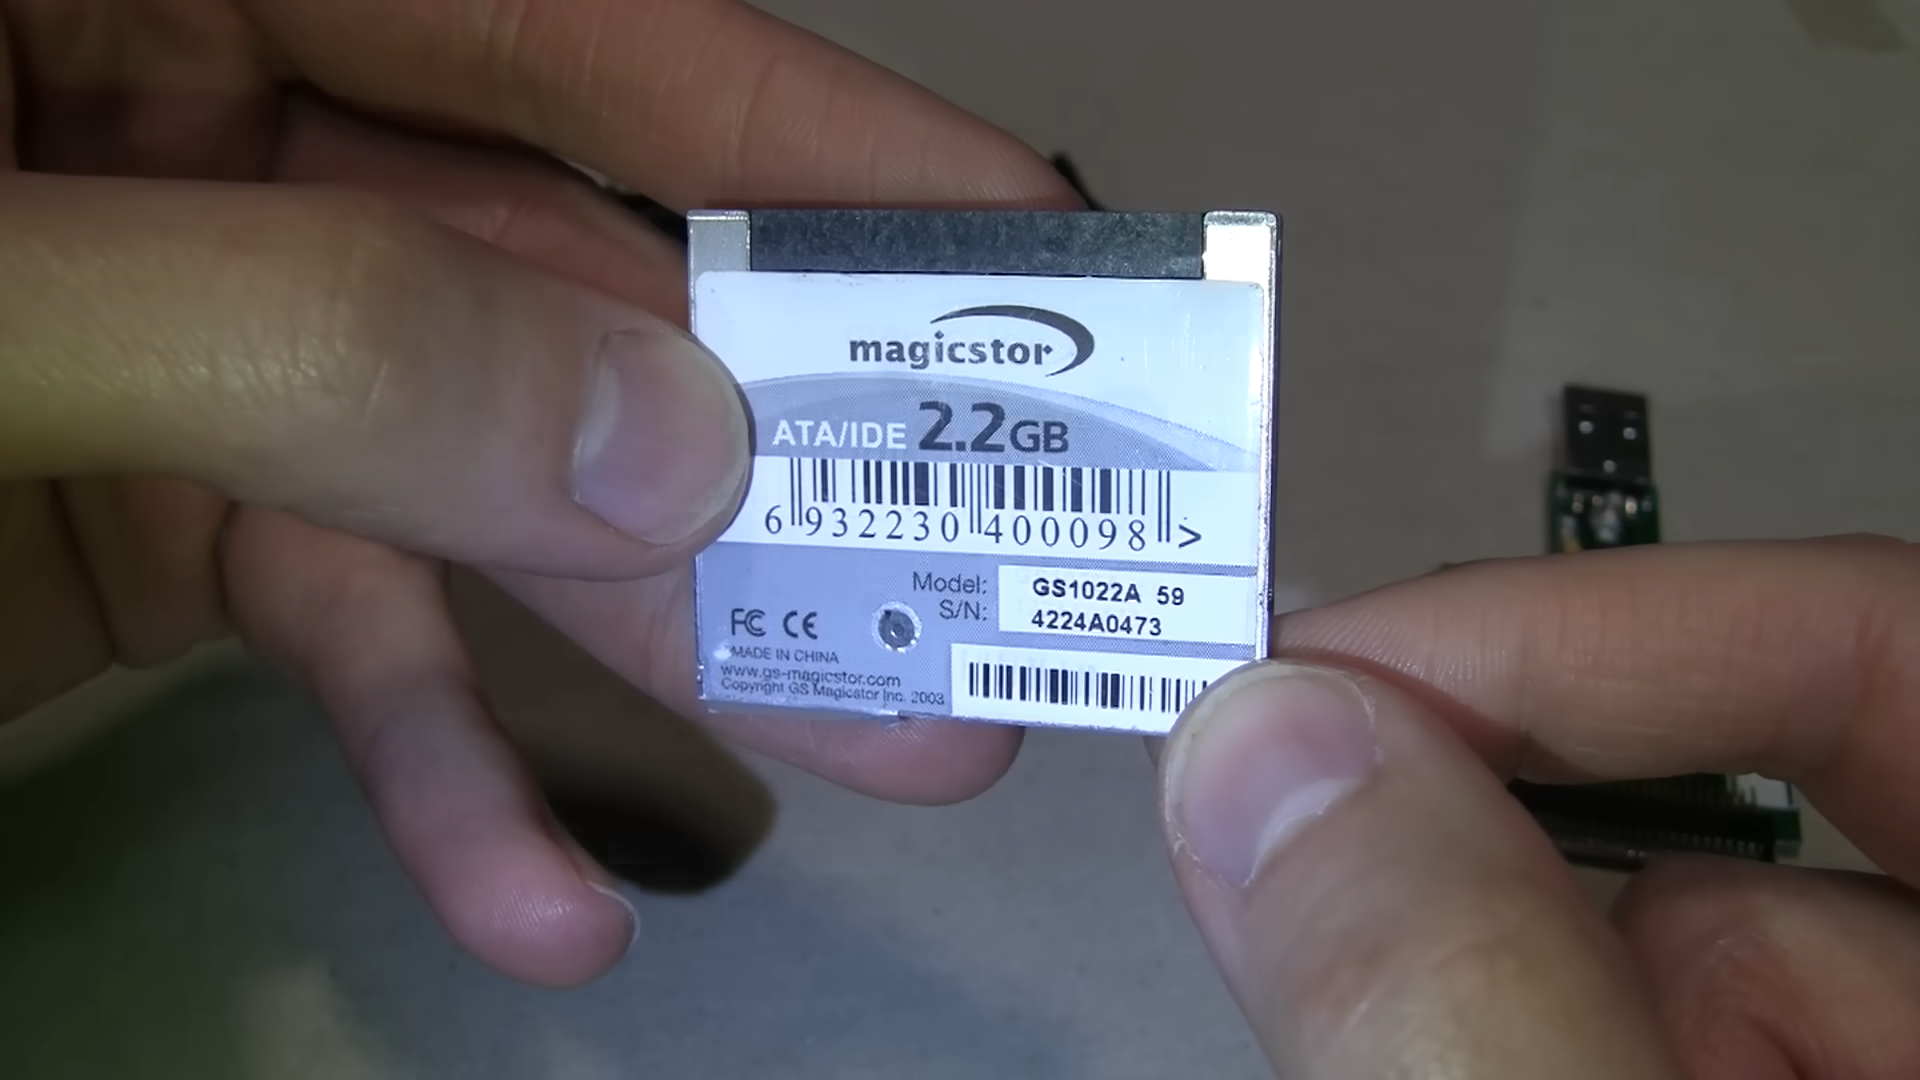 magicstor
ATA/IDE 2.2GB
6 932230 400098 >
Model: GS1022A 59
S/N: 4224A0473
FC CE
MADE IN CHINA
www.gs-magicstor.com
Copyright GS Magicstor Inc. 2003